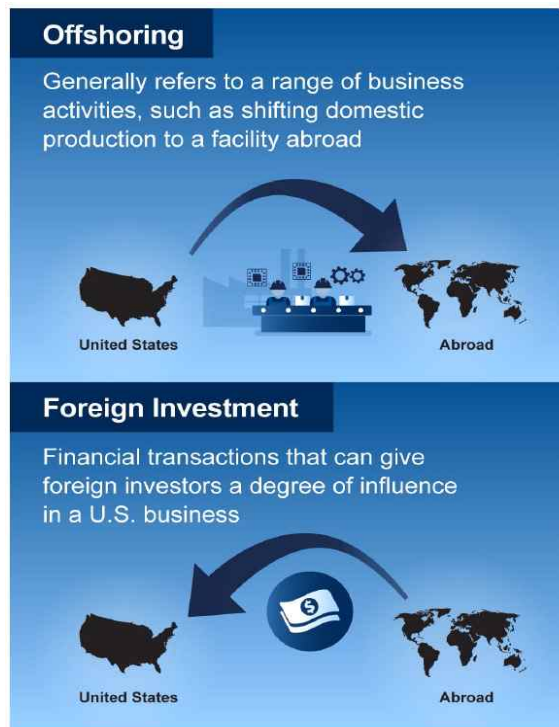 Offshoring
Generally refers to a range of business
activities, such as shifting domestic
production to a facility abroad
United States
Abroad
Foreign Investment
Financial transactions that can give
foreign investors a degree of influence
in a U.S. business
$
United States
Abroad